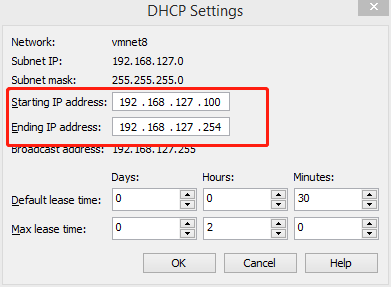 DHCP Settings
Network: vmnet8
Subnet IP: 192.168.127.0
Subnet mask: 255.255.255.0
Starting IP address: 192 . 168 . 127 . 100
Ending IP address: 192 . 168 . 127 . 254
Broadcast address: 192.168.127.255
Days: Hours: Minutes:
Default lease time: 0 0 30
Max lease time: 0 2 0
OK Cancel Help